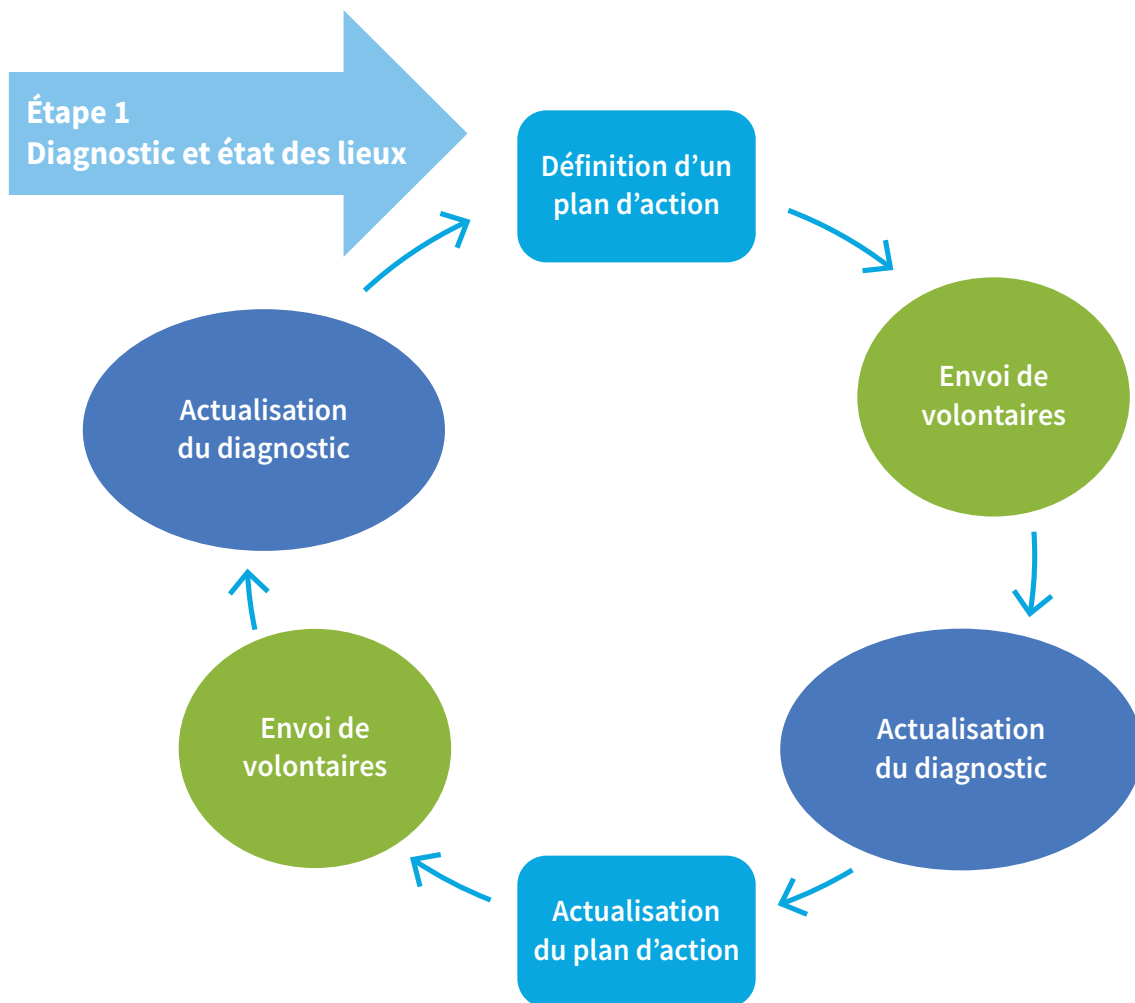 Étape 1
Diagnostic et état des lieux
Définition d’un
plan d’action
Envoi de
volontaires
Actualisation
du diagnostic
Actualisation
du plan d’action
Envoi de
volontaires
Actualisation
du diagnostic